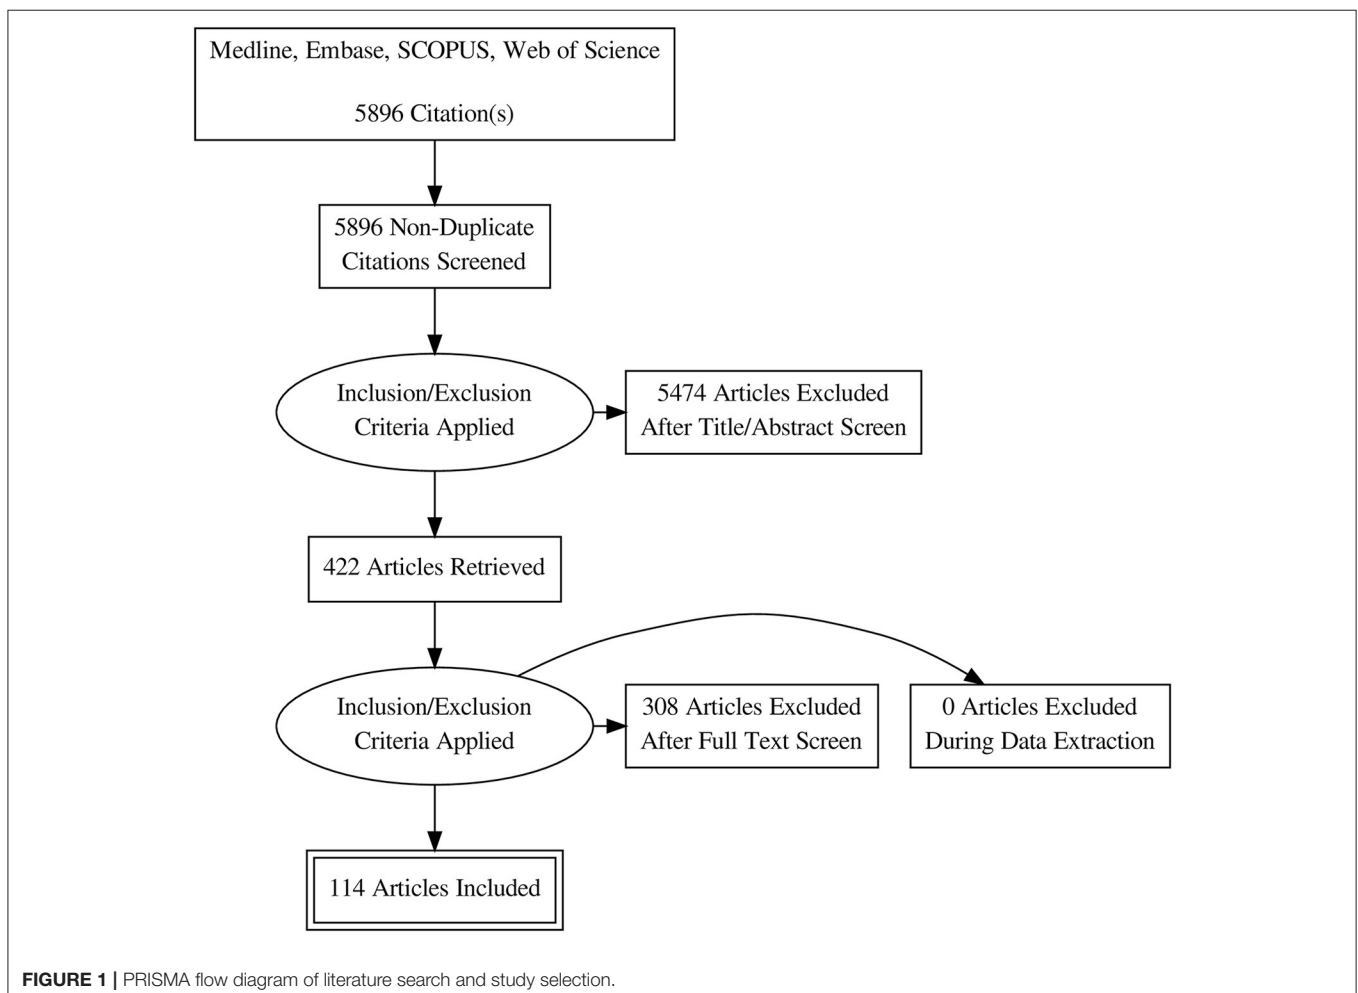 Medline, Embase, SCOPUS, Web of Science
5896 Citation(s)
5896 Non-Duplicate
Citations Screened
Inclusion/Exclusion
Criteria Applied
5474 Articles Excluded
After Title/Abstract Screen
422 Articles Retrieved
Inclusion/Exclusion
Criteria Applied
308 Articles Excluded
After Full Text Screen
0 Articles Excluded
During Data Extraction
114 Articles Included
FIGURE 1 | PRISMA flow diagram of literature search and study selection.